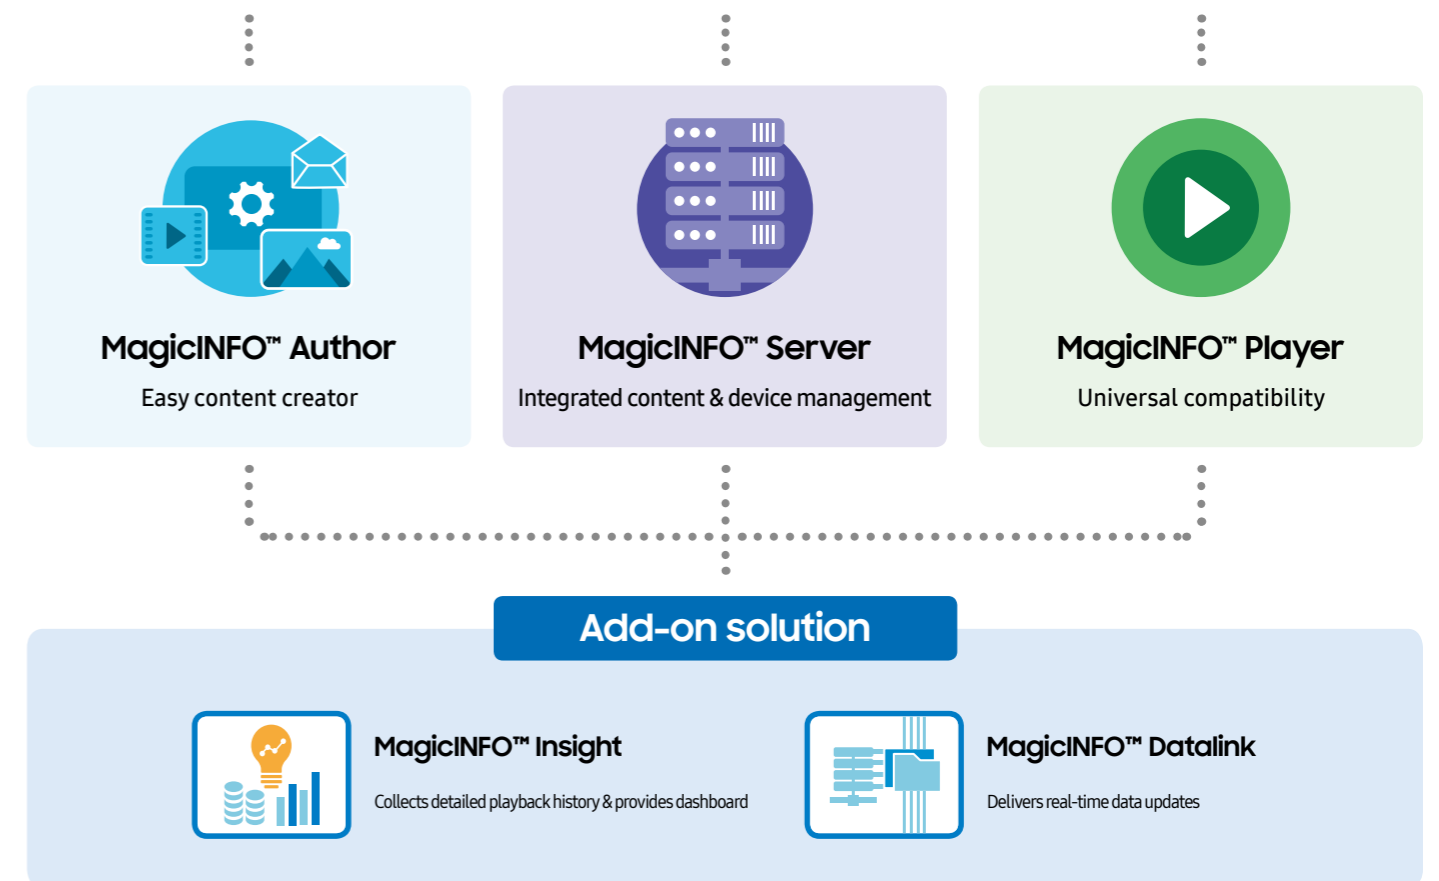 MagicINFO™ Author
Easy content creator
MagicINFO™ Server
Integrated content & device management
MagicINFO™ Player
Universal compatibility
Add-on solution
MagicINFO™ Insight
Collects detailed playback history & provides dashboard
MagicINFO™ Datalink
Delivers real-time data updates